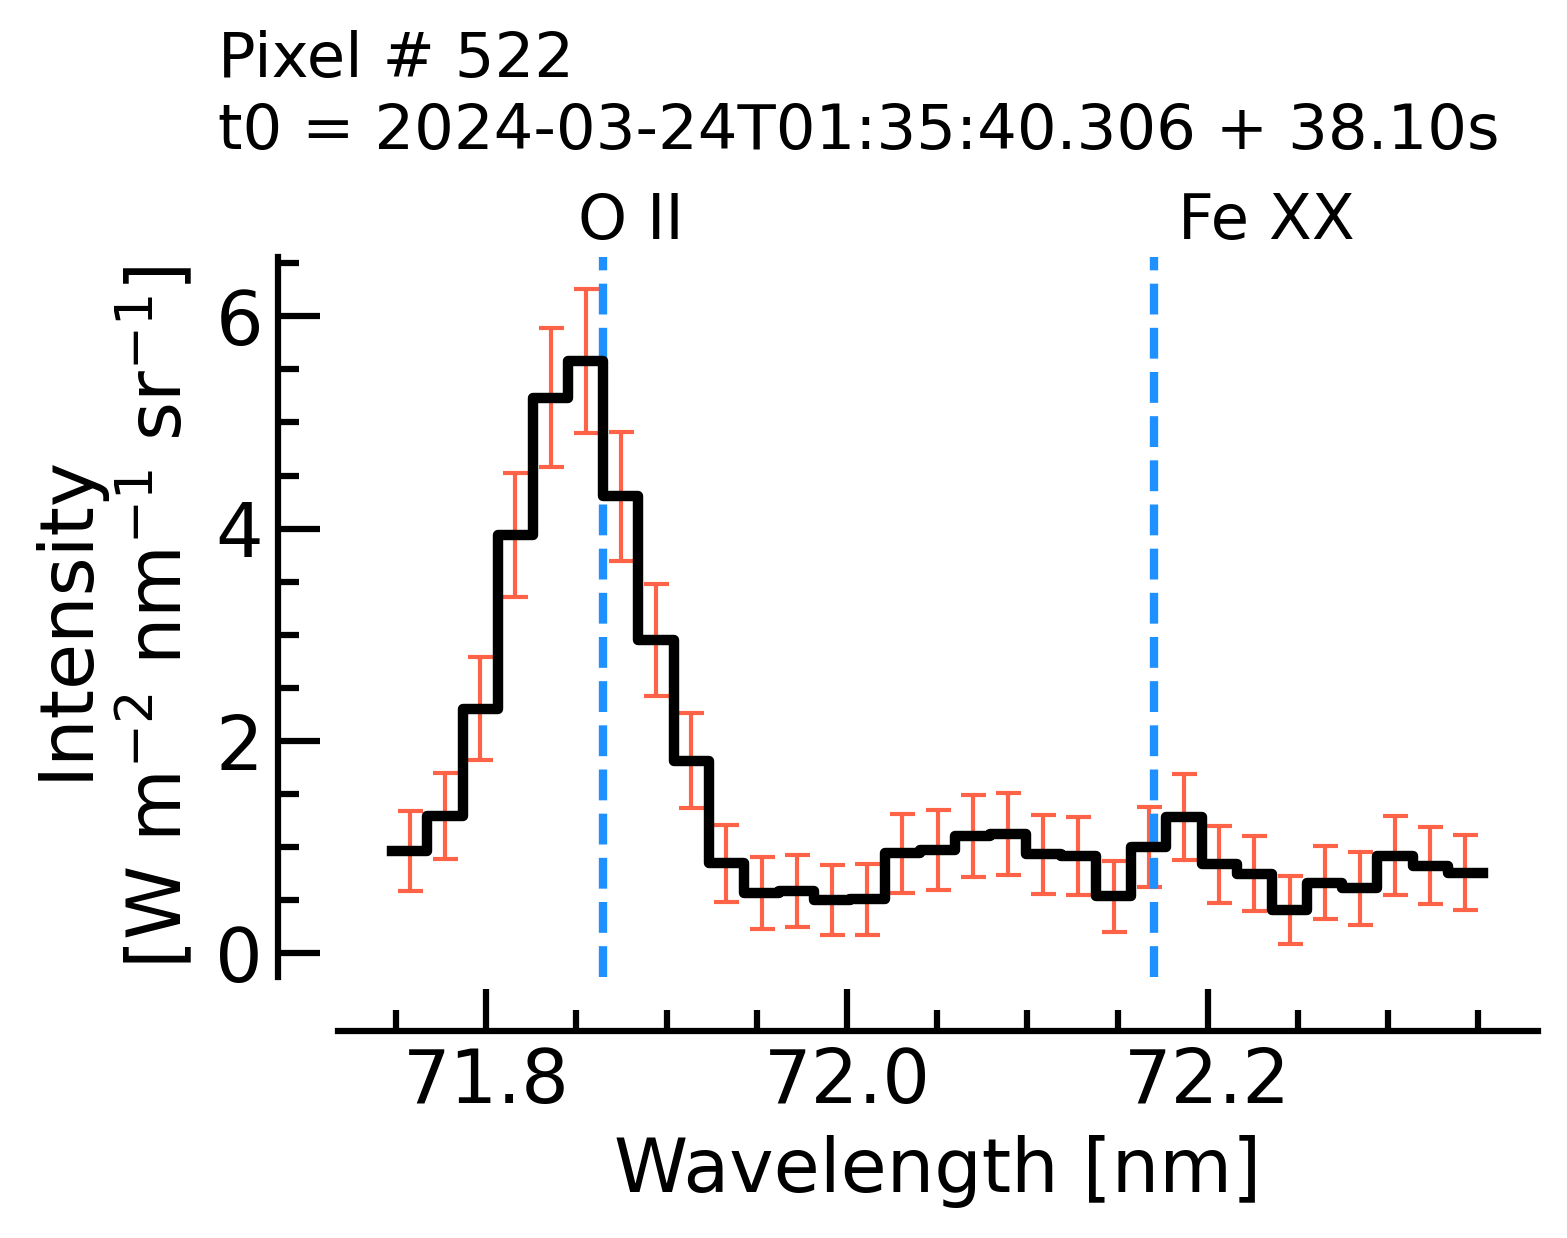 Pixel # 522
t0 = 2024-03-24T01:35:40.306 + 38.10s
O II
Fe XX
Intensity
[W m⁻² nm⁻¹ sr⁻¹]
6
4
2
0
71.8
72.0
72.2
Wavelength [nm]